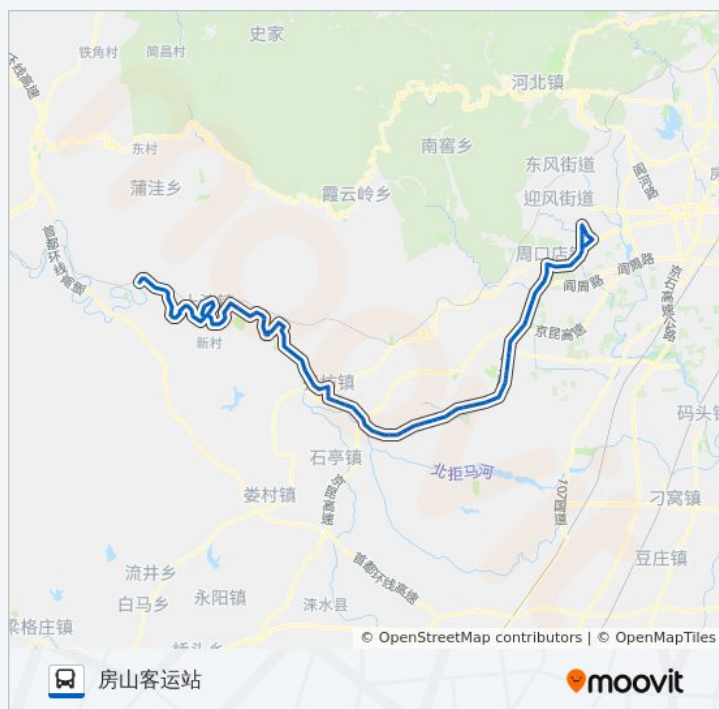 史家
铁角村
简昌村
河北镇
环线高速
南窖乡
东村
东风街道
蒲洼乡
霞云岭乡
迎风街道
阎河路
房
首都环线高速
周口店
阎周路
阎周路
京石高速公路
新村
京昆高速
码头镇
石亭镇
北拒马河
京昆高速
娄村镇
107国道
刁窝镇
豆庄镇
首都环线高速
流井乡
白马乡
永阳镇
涞水县
梁格庄镇
桥头乡
© OpenStreetMap contributors | © OpenMapTiles
房山客运站
moovit